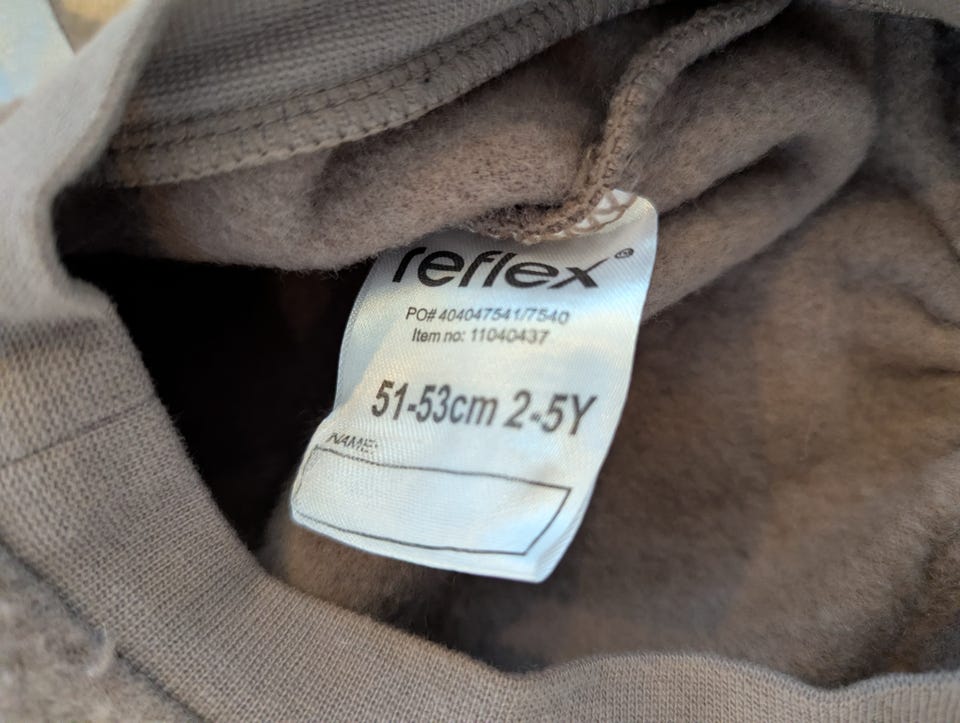 reflex®
PO# 404047541/7540
Item no: 11040437
51-53cm 2-5Y
NAME: